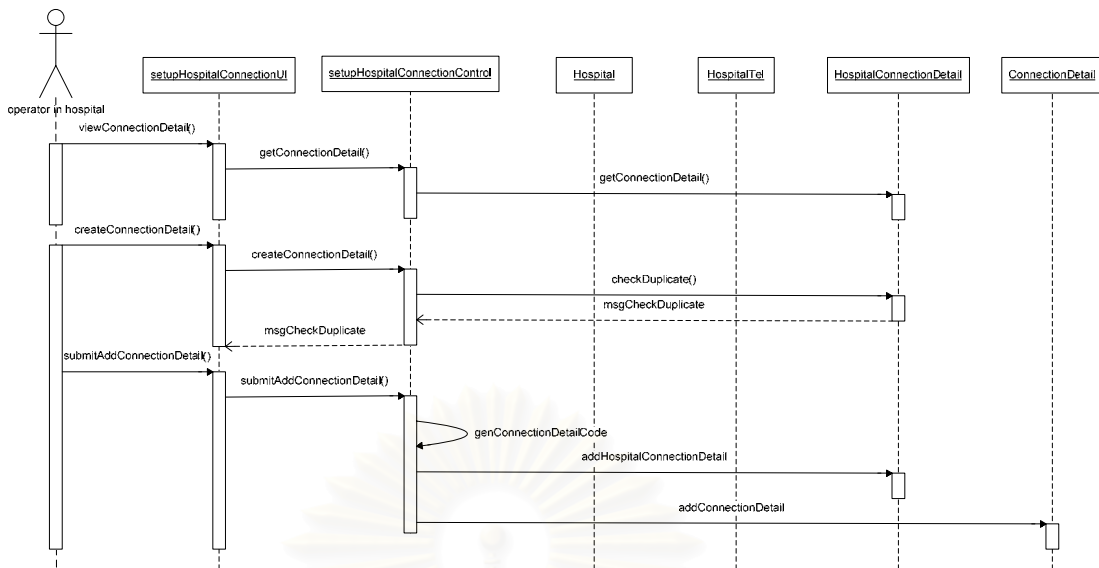 setupHospitalConnectionUI
setupHospitalConnectionControl
Hospital
HospitalTel
HospitalConnectionDetail
ConnectionDetail
operator in hospital
viewConnectionDetail()
getConnectionDetail()
getConnectionDetail()
createConnectionDetail()
createConnectionDetail()
checkDuplicate()
msgCheckDuplicate
msgCheckDuplicate
submitAddConnectionDetail()
submitAddConnectionDetail()
genConnectionDetailCode
addHospitalConnectionDetail
addConnectionDetail